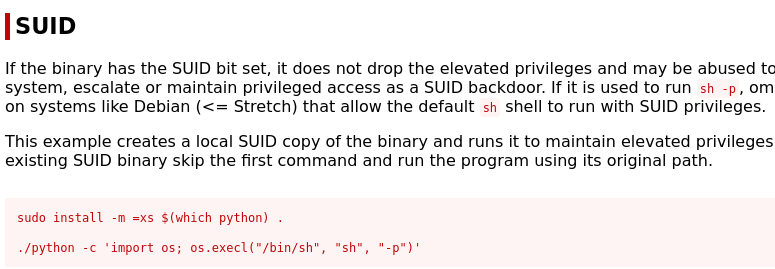 SUID
If the binary has the SUID bit set, it does not drop the elevated privileges and may be abused to
system, escalate or maintain privileged access as a SUID backdoor. If it is used to run sh -p, om
on systems like Debian (<= Stretch) that allow the default sh shell to run with SUID privileges.
This example creates a local SUID copy of the binary and runs it to maintain elevated privileges
existing SUID binary skip the first command and run the program using its original path.
sudo install -m =xs $(which python) .
./python -c 'import os; os.execl("/bin/sh", "sh", "-p")'